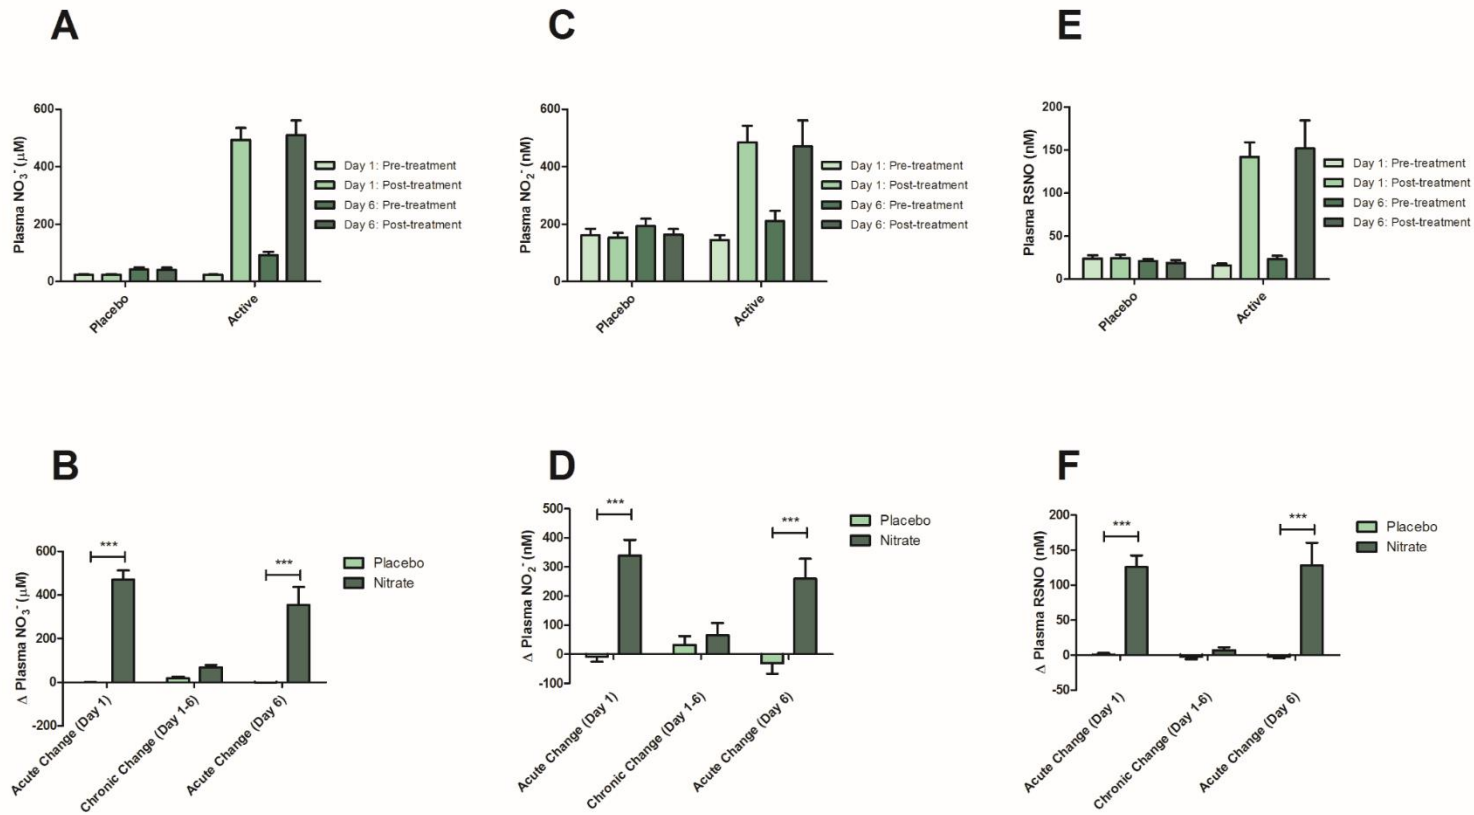 A
Plasma NO3- (μM)
600
400
200
0
Placebo
Active
Day 1: Pre-treatment
Day 1: Post-treatment
Day 6: Pre-treatment
Day 6: Post-treatment
C
Plasma NO2- (nM)
600
400
200
0
Placebo
Active
Day 1: Pre-treatment
Day 1: Post-treatment
Day 6: Pre-treatment
Day 6: Post-treatment
E
Plasma RSNO (nM)
200
150
100
50
0
Placebo
Active
Day 1: Pre-treatment
Day 1: Post-treatment
Day 6: Pre-treatment
Day 6: Post-treatment
B
Δ Plasma NO3- (μM)
600
400
200
0
-200
***
***
Acute Change (Day 1)
Chronic Change (Day 1-6)
Acute Change (Day 6)
Placebo
Nitrate
D
Δ Plasma NO2- (nM)
500
400
300
200
100
0
-100
***
***
Acute Change (Day 1)
Chronic Change (Day 1-6)
Acute Change (Day 6)
Placebo
Nitrate
F
Δ Plasma RSNO (nM)
200
150
100
50
0
-50
***
***
Acute Change (Day 1)
Chronic Change (Day 1-6)
Acute Change (Day 6)
Placebo
Nitrate